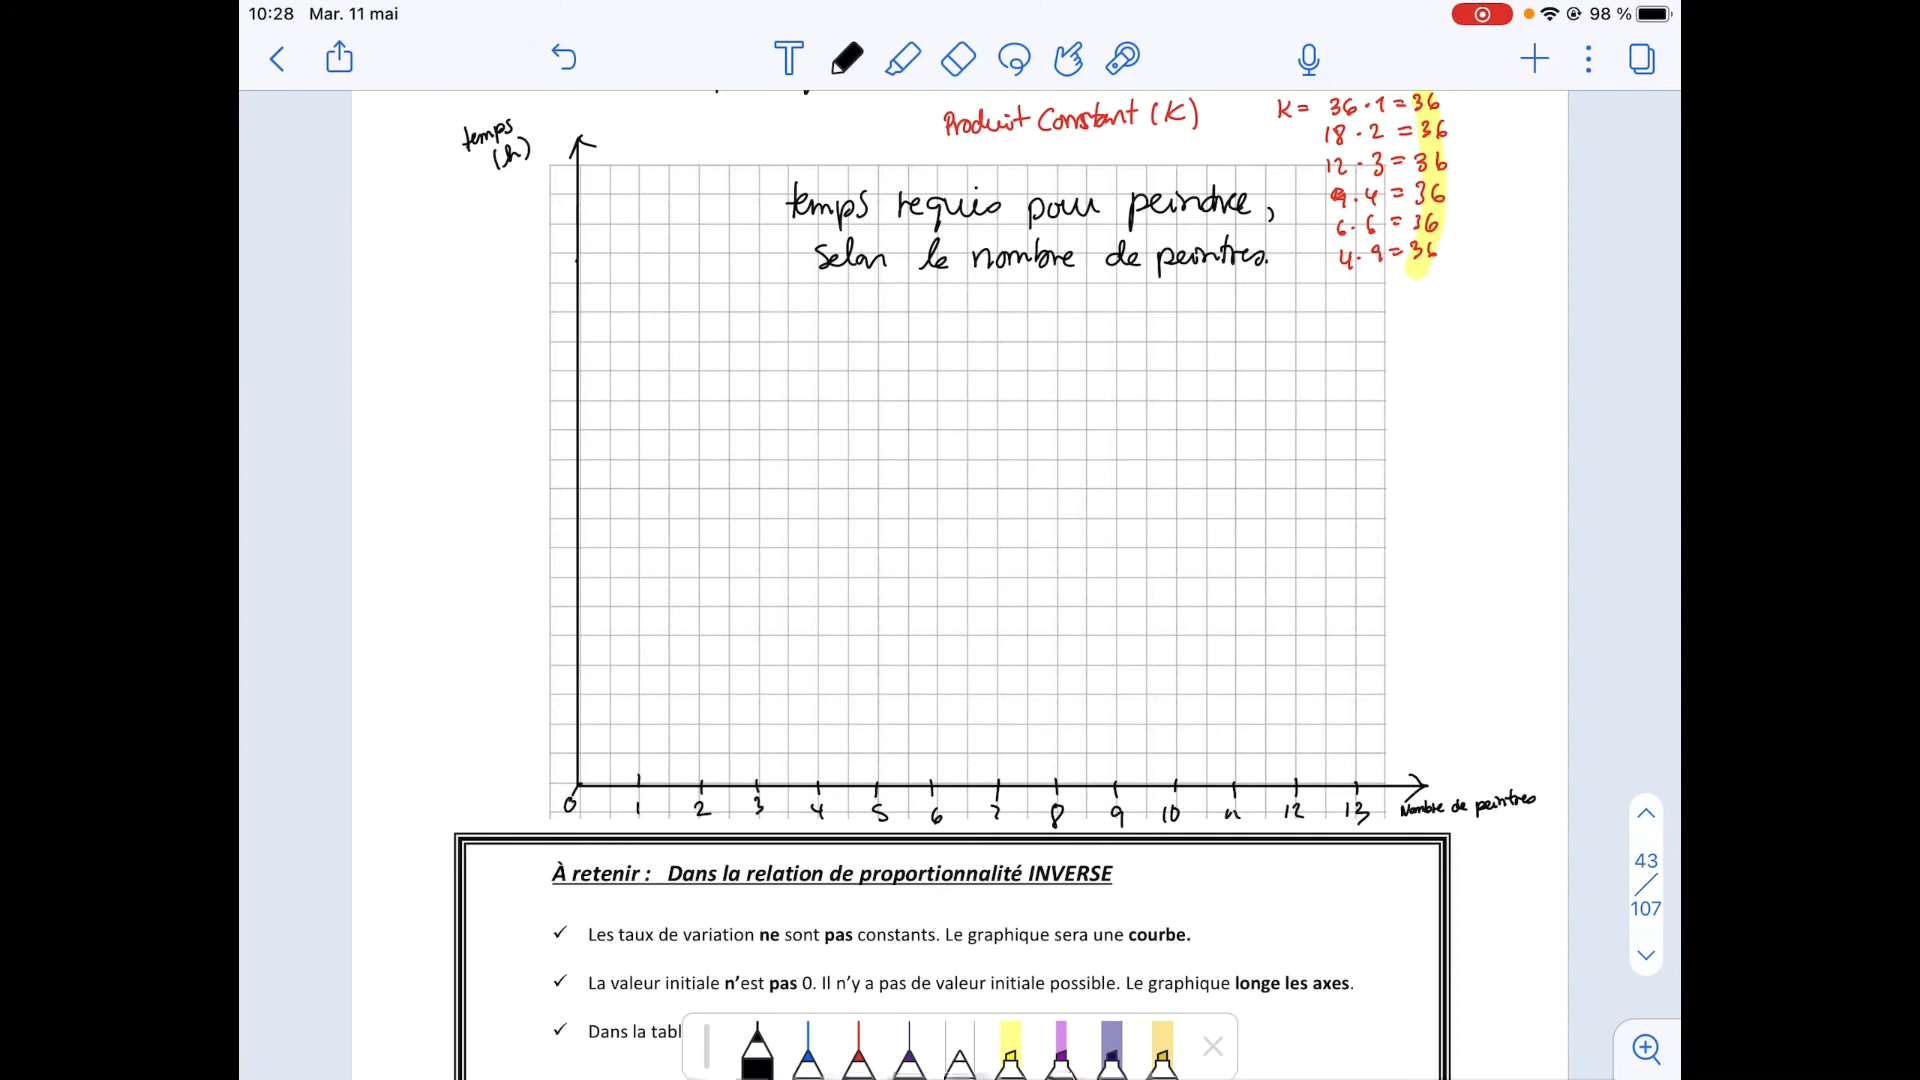 10:28 Mar. 11 mai 98 %
Produit Constant (K)
K = 36 · 1 = 36
18 · 2 = 36
12 · 3 = 36
9 · 4 = 36
6 · 6 = 36
4 · 9 = 36
temps
(h)
temps requis pour peindre,
selon le nombre de peintres.
0 1 2 3 4 5 6 7 8 9 10 11 12 13
Nombre de peintres
À retenir : Dans la relation de proportionnalité INVERSE
✓ Les taux de variation ne sont pas constants. Le graphique sera une courbe.
✓ La valeur initiale n’est pas 0. Il n’y a pas de valeur initiale possible. Le graphique longe les axes.
✓ Dans la tabl
43
107